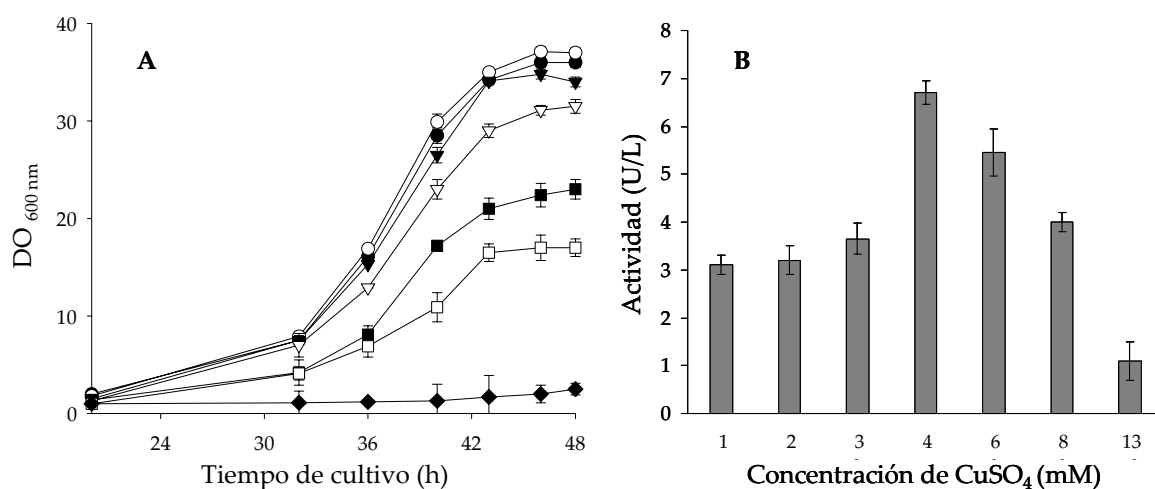 A
40
30
20
10
0
DO 600 nm
24 30 36 42 48
Tiempo de cultivo (h)
B
8
7
6
5
4
3
2
1
0
Actividad (U/L)
1 2 3 4 6 8 13
Concentración de CuSO4 (mM)